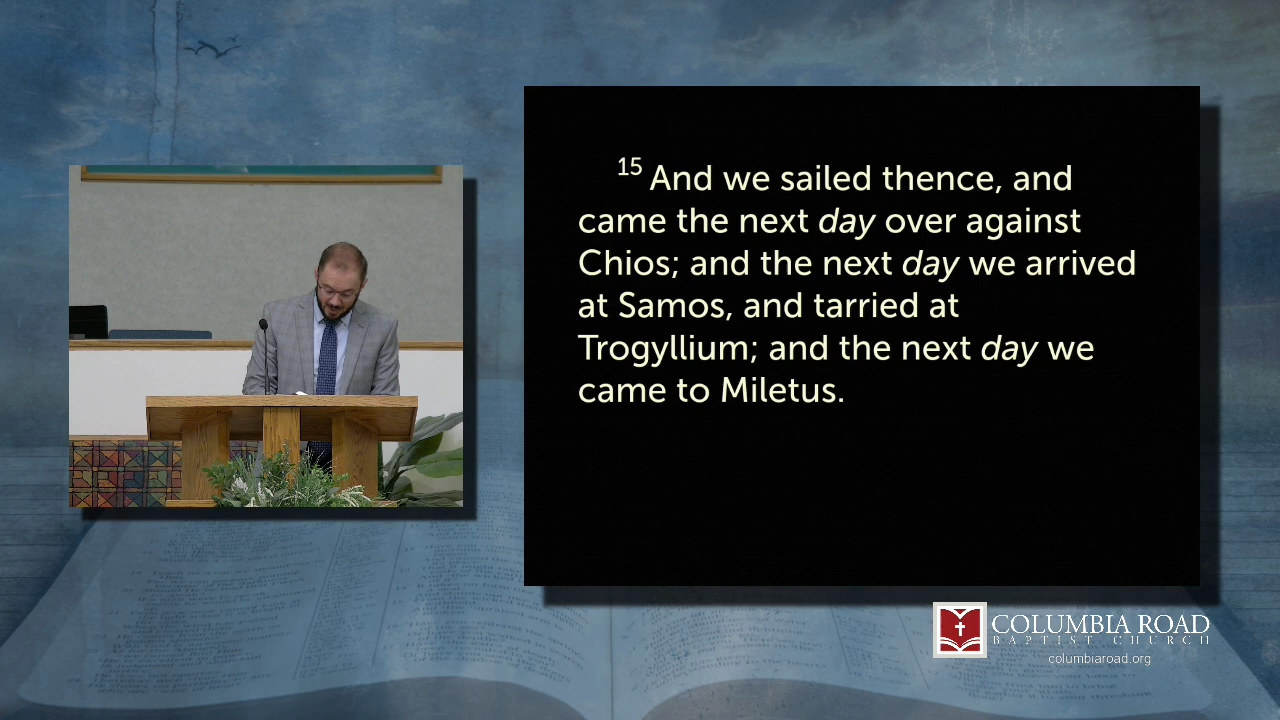 15 And we sailed thence, and
came the next day over against
Chios; and the next day we arrived
at Samos, and tarried at
Trogyllium; and the next day we
came to Miletus.
COLUMBIA ROAD
BAPTIST CHURCH
columbiaroad.org